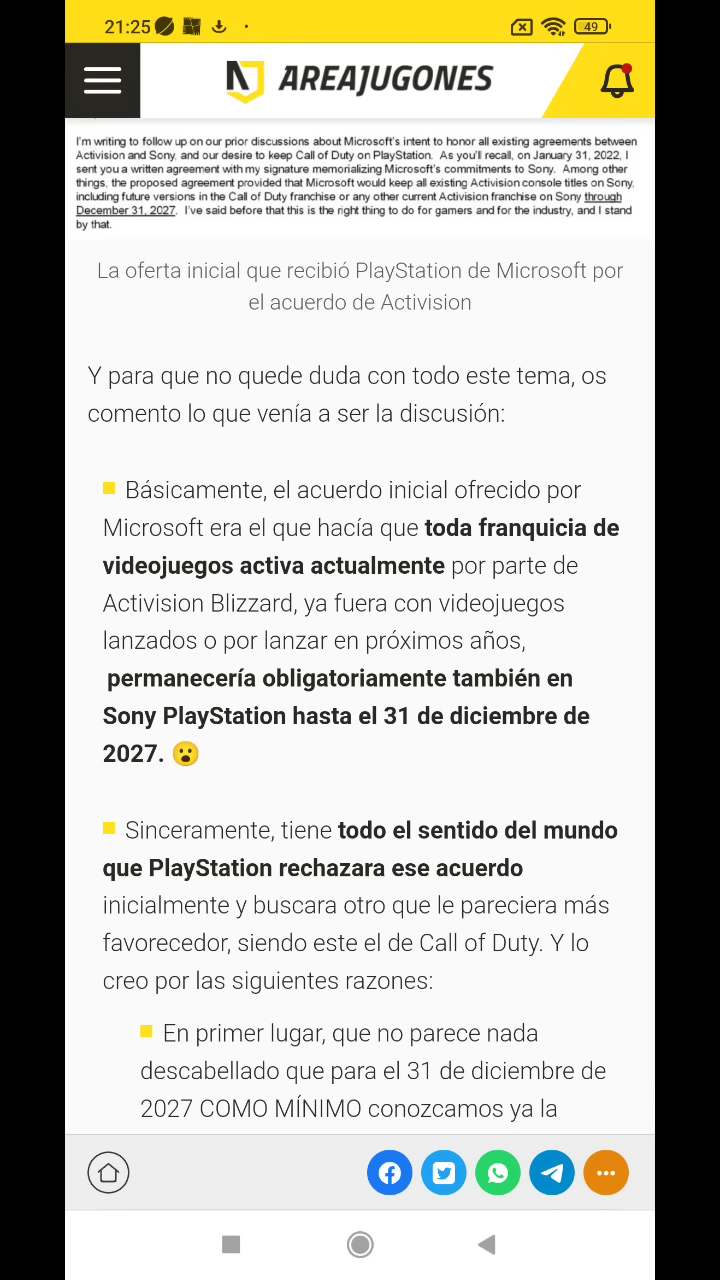 21:25
49
AREAJUGONES
I'm writing to follow up on our prior discussions about Microsoft's intent to honor all existing agreements between
Activision and Sony, and our desire to keep Call of Duty on PlayStation. As you'll recall, on January 31, 2022, I
sent you a written agreement with my signature memorializing Microsoft's commitments to Sony. Among other
things, the proposed agreement provided that Microsoft would keep all existing Activision console titles on Sony,
including future versions in the Call of Duty franchise or any other current Activision franchise on Sony through
December 31, 2027. I've said before that this is the right thing to do for gamers and for the industry, and I stand
by that.
La oferta inicial que recibió PlayStation de Microsoft por
el acuerdo de Activision
Y para que no quede duda con todo este tema, os
comento lo que venía a ser la discusión:
Básicamente, el acuerdo inicial ofrecido por
Microsoft era el que hacía que toda franquicia de
videojuegos activa actualmente por parte de
Activision Blizzard, ya fuera con videojuegos
lanzados o por lanzar en próximos años,
permanecería obligatoriamente también en
Sony PlayStation hasta el 31 de diciembre de
2027. 😮
Sinceramente, tiene todo el sentido del mundo
que PlayStation rechazara ese acuerdo
inicialmente y buscara otro que le pareciera más
favorecedor, siendo este el de Call of Duty. Y lo
creo por las siguientes razones:
En primer lugar, que no parece nada
descabellado que para el 31 de diciembre de
2027 COMO MÍNIMO conozcamos ya la